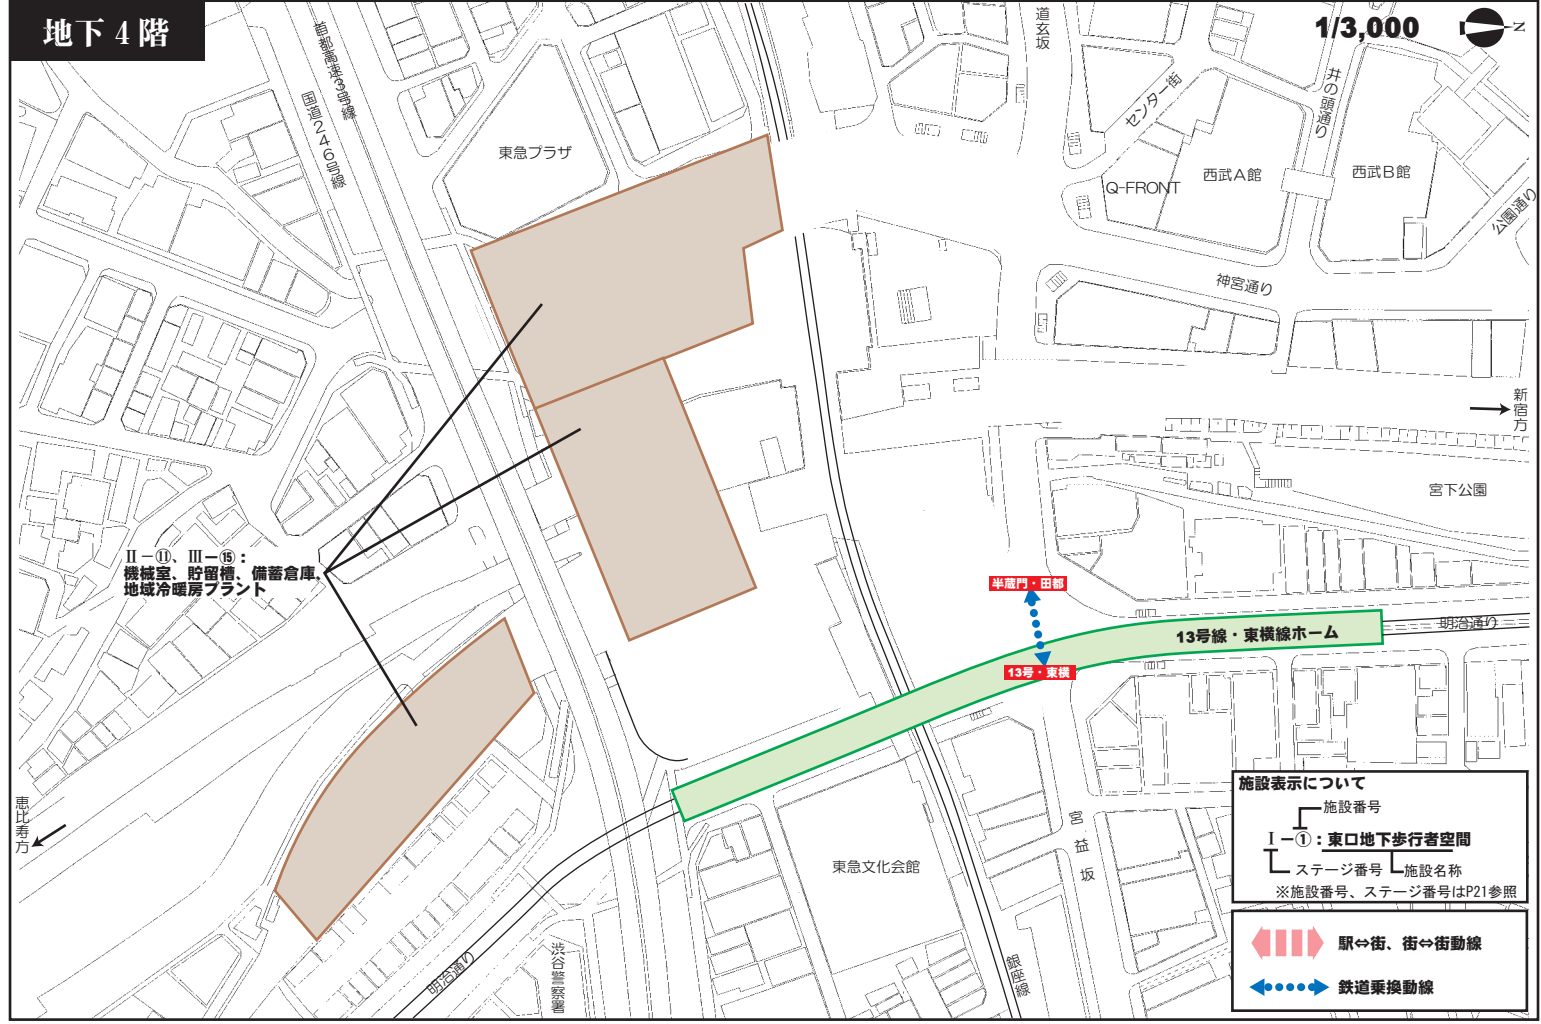 地下４階
1/3,000
N
首都高速3号線
国道246号線
東急プラザ
道玄坂
センター街
井の頭通り
Q-FRONT
西武A館
西武B館
公園通り
神宮通り
新宿方
宮下公園
Ⅱ－⑪、Ⅲ－⑮：
機械室、貯留槽、備蓄倉庫、
地域冷暖房プラント
半蔵門・田都
13号・東横
13号線・東横線ホーム
明治通り
恵比寿方
東急文化会館
宮益坂
明治通り
渋谷警察署
銀座線
施設表示について
施設番号
Ⅰ－①：東口地下歩行者空間
ステージ番号
施設名称
※施設番号、ステージ番号はP21参照
駅⇔街、街⇔街動線
鉄道乗換動線